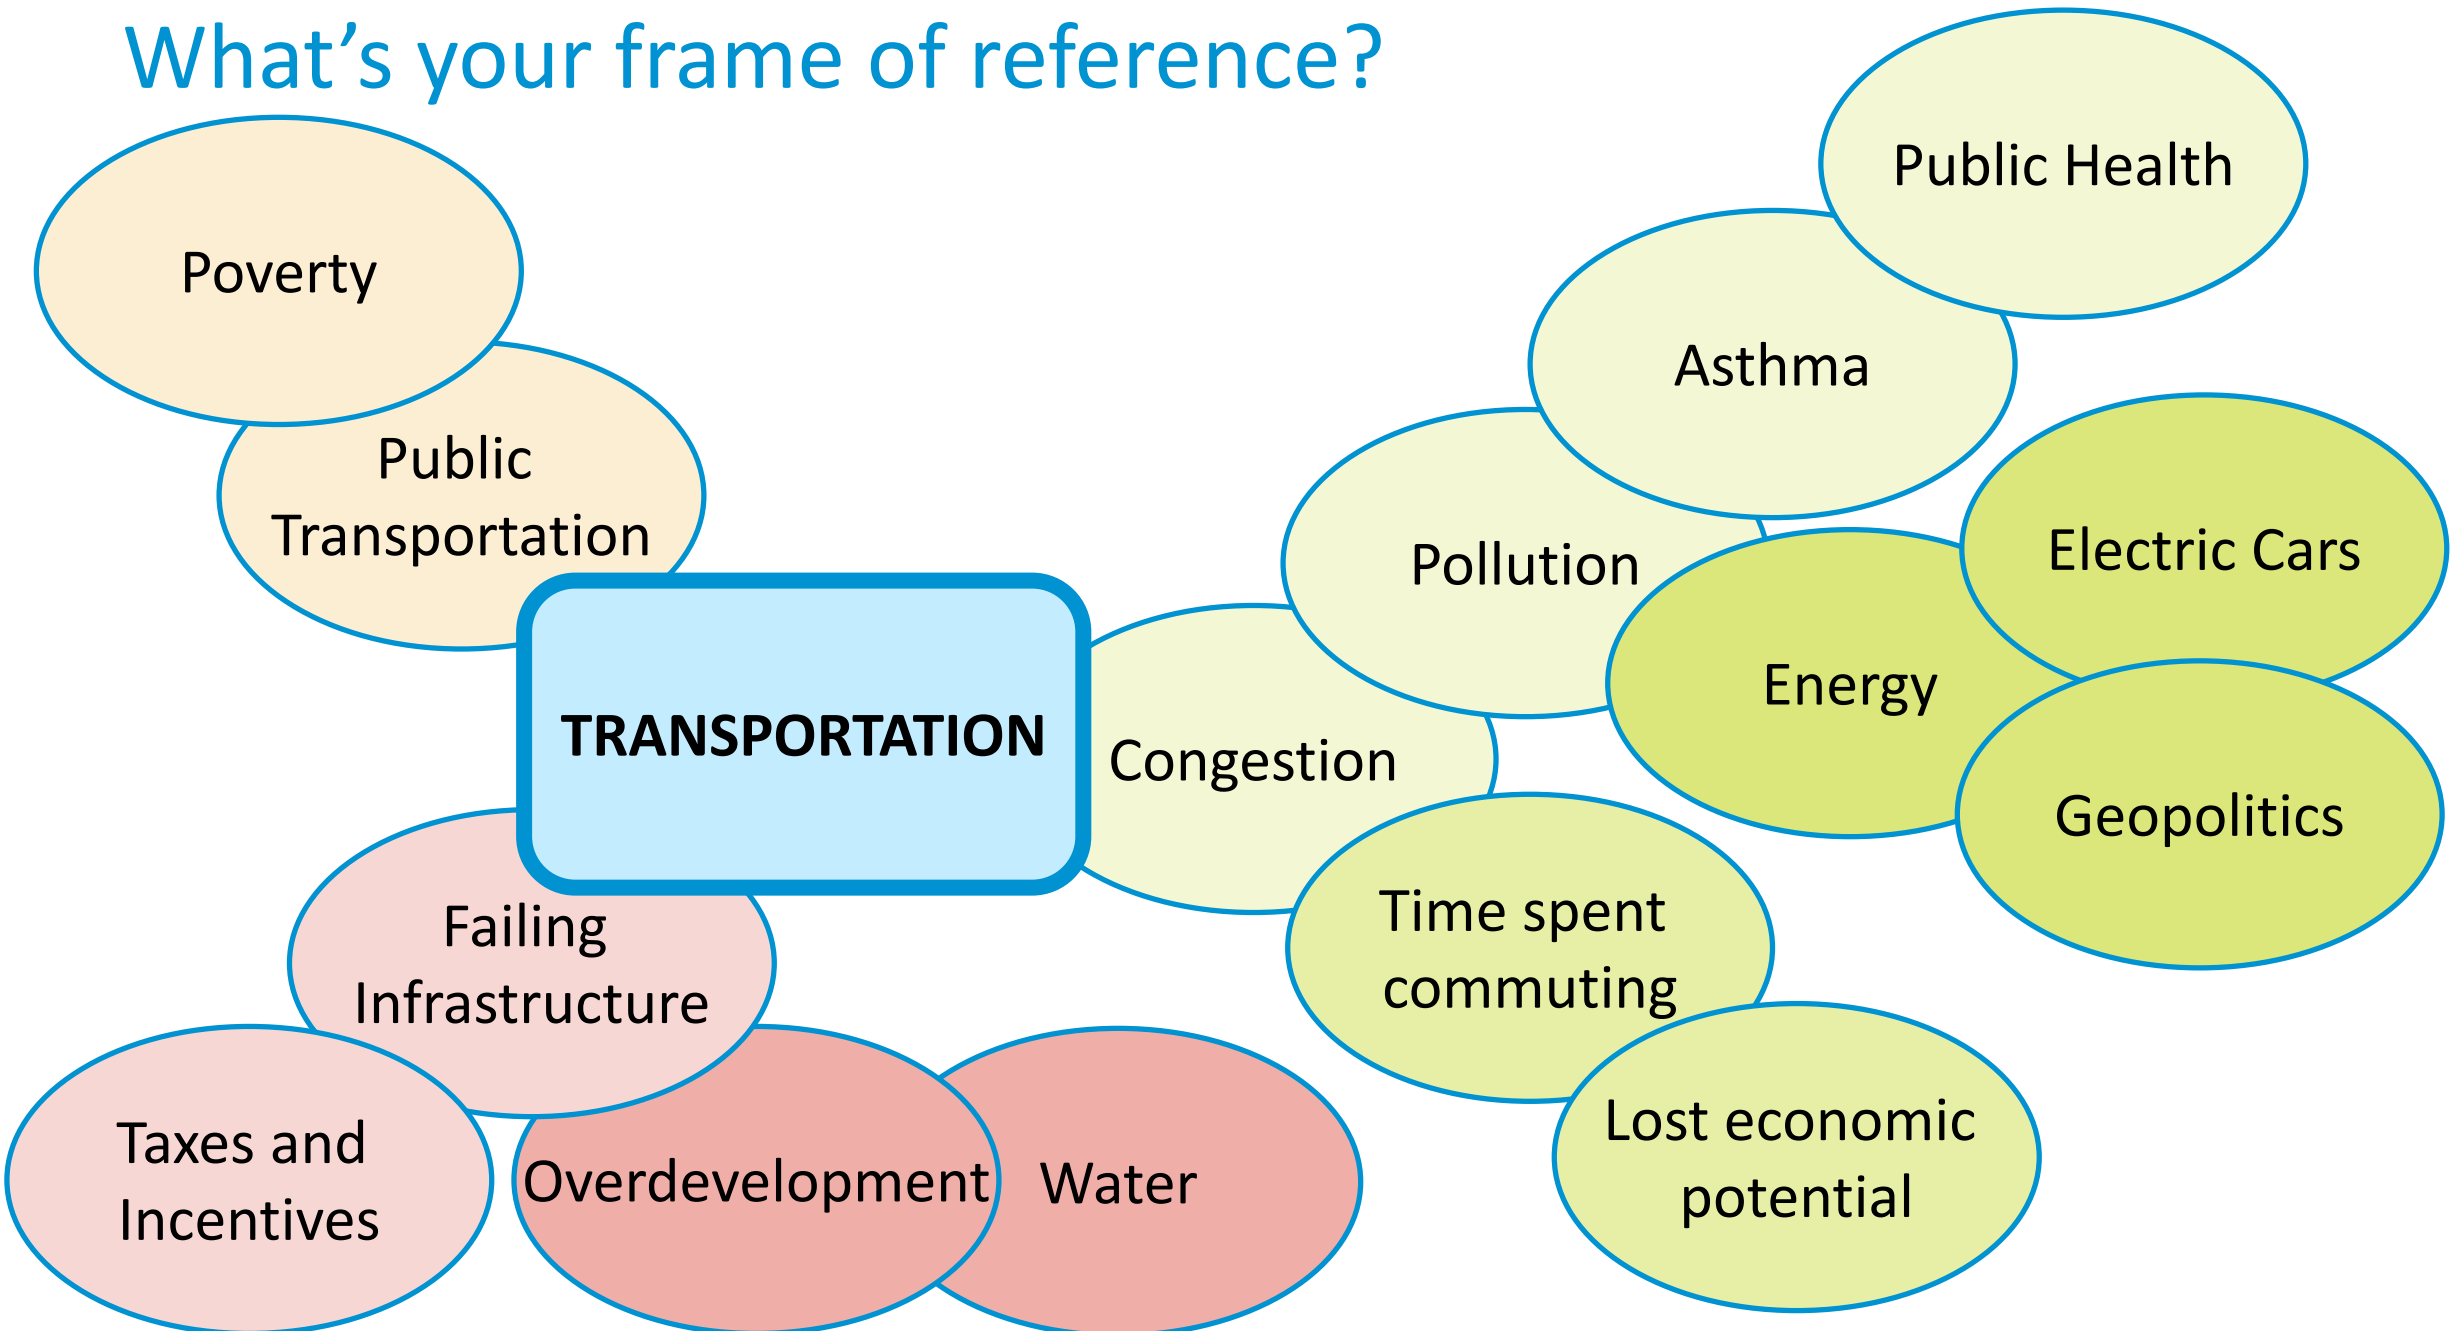 What’s your frame of reference?
Public Health
Poverty
Asthma
Public
Transportation
Electric Cars
Pollution
Energy
TRANSPORTATION
Congestion
Geopolitics
Failing
Infrastructure
Time spent
commuting
Taxes and
Incentives
Overdevelopment
Water
Lost economic
potential